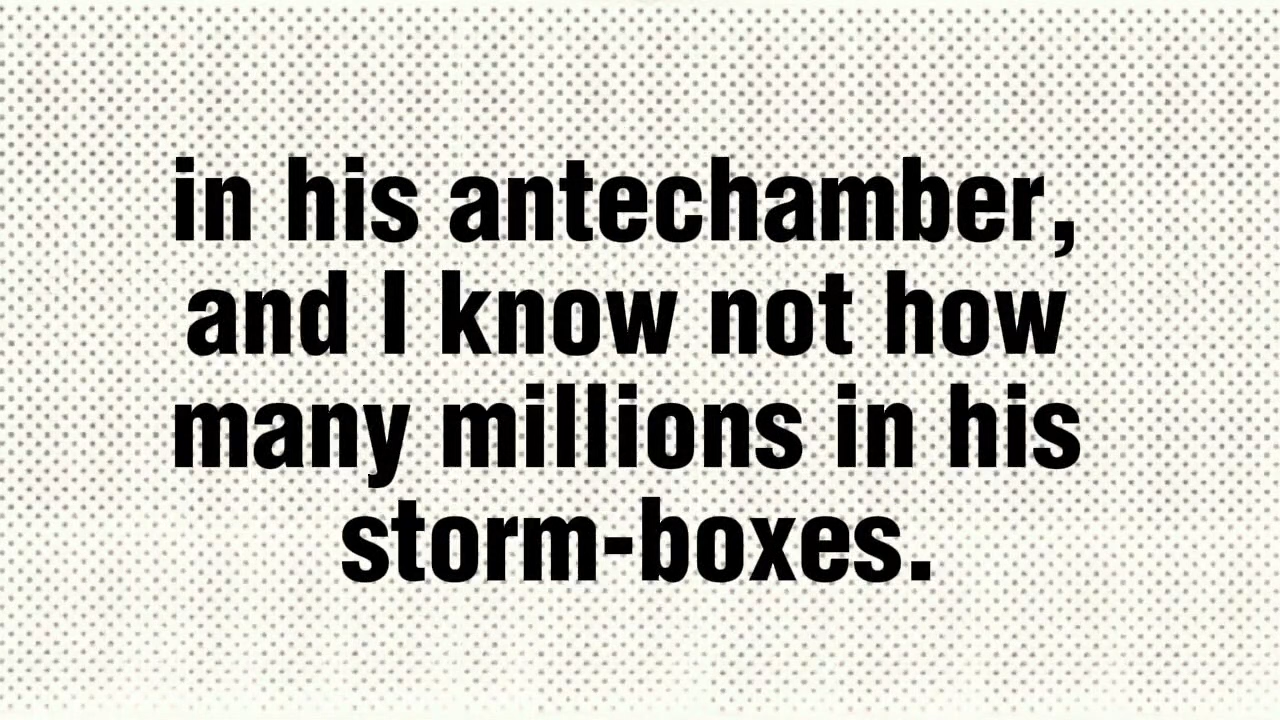 in his antechamber,
and I know not how
many millions in his
storm-boxes.